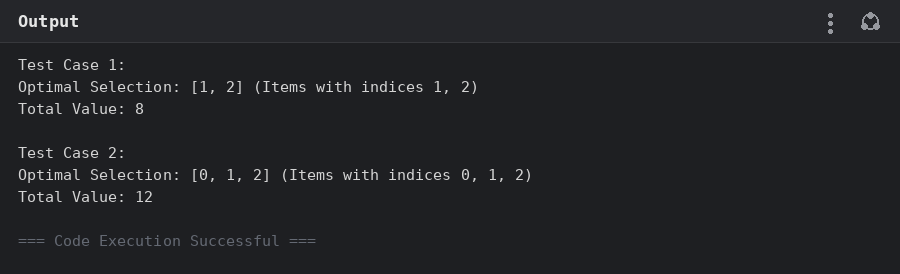 Output
Test Case 1:
Optimal Selection: [1, 2] (Items with indices 1, 2)
Total Value: 8
Test Case 2:
Optimal Selection: [0, 1, 2] (Items with indices 0, 1, 2)
Total Value: 12
=== Code Execution Successful ===